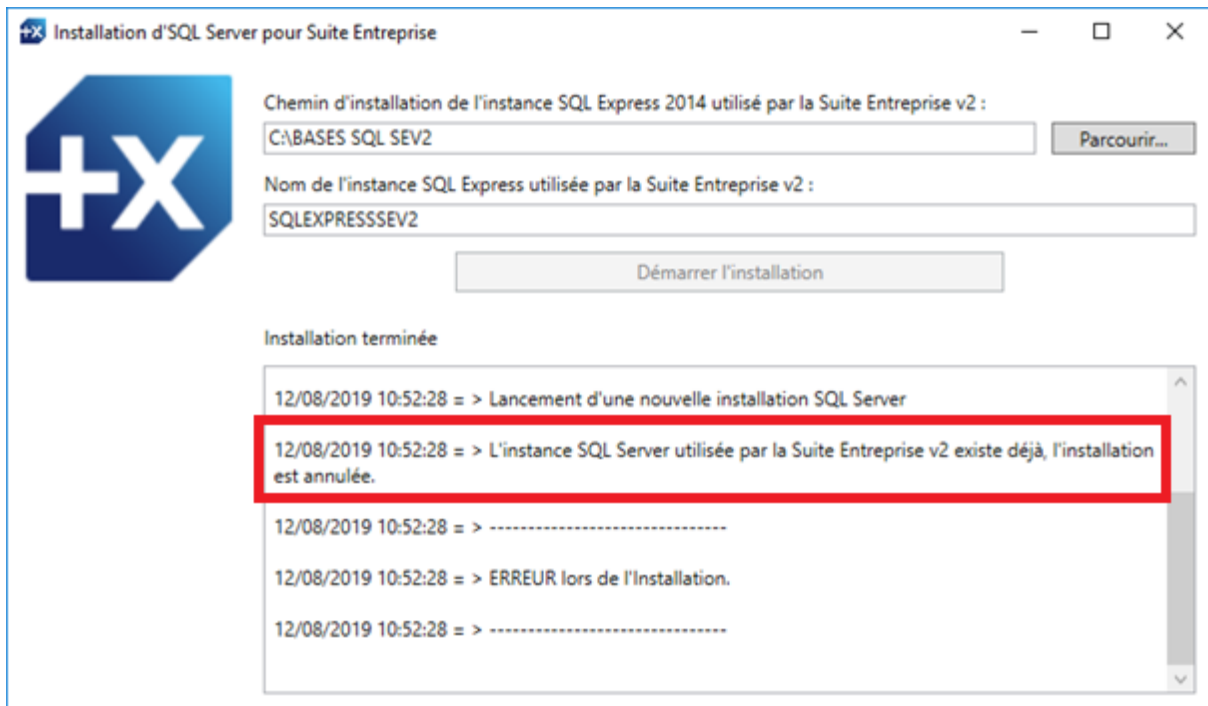 +X Installation d'SQL Server pour Suite Entreprise
+X
Chemin d'installation de l'instance SQL Express 2014 utilisé par la Suite Entreprise v2 :
C:\BASES SQL SEV2
Parcourir...
Nom de l'instance SQL Express utilisée par la Suite Entreprise v2 :
SQLEXPRESSSEV2
Démarrer l'installation
Installation terminée
12/08/2019 10:52:28 = > Lancement d'une nouvelle installation SQL Server
12/08/2019 10:52:28 = > L'instance SQL Server utilisée par la Suite Entreprise v2 existe déjà, l'installation
est annulée.
12/08/2019 10:52:28 = > -------------------------------
12/08/2019 10:52:28 = > ERREUR lors de l'Installation.
12/08/2019 10:52:28 = > -------------------------------